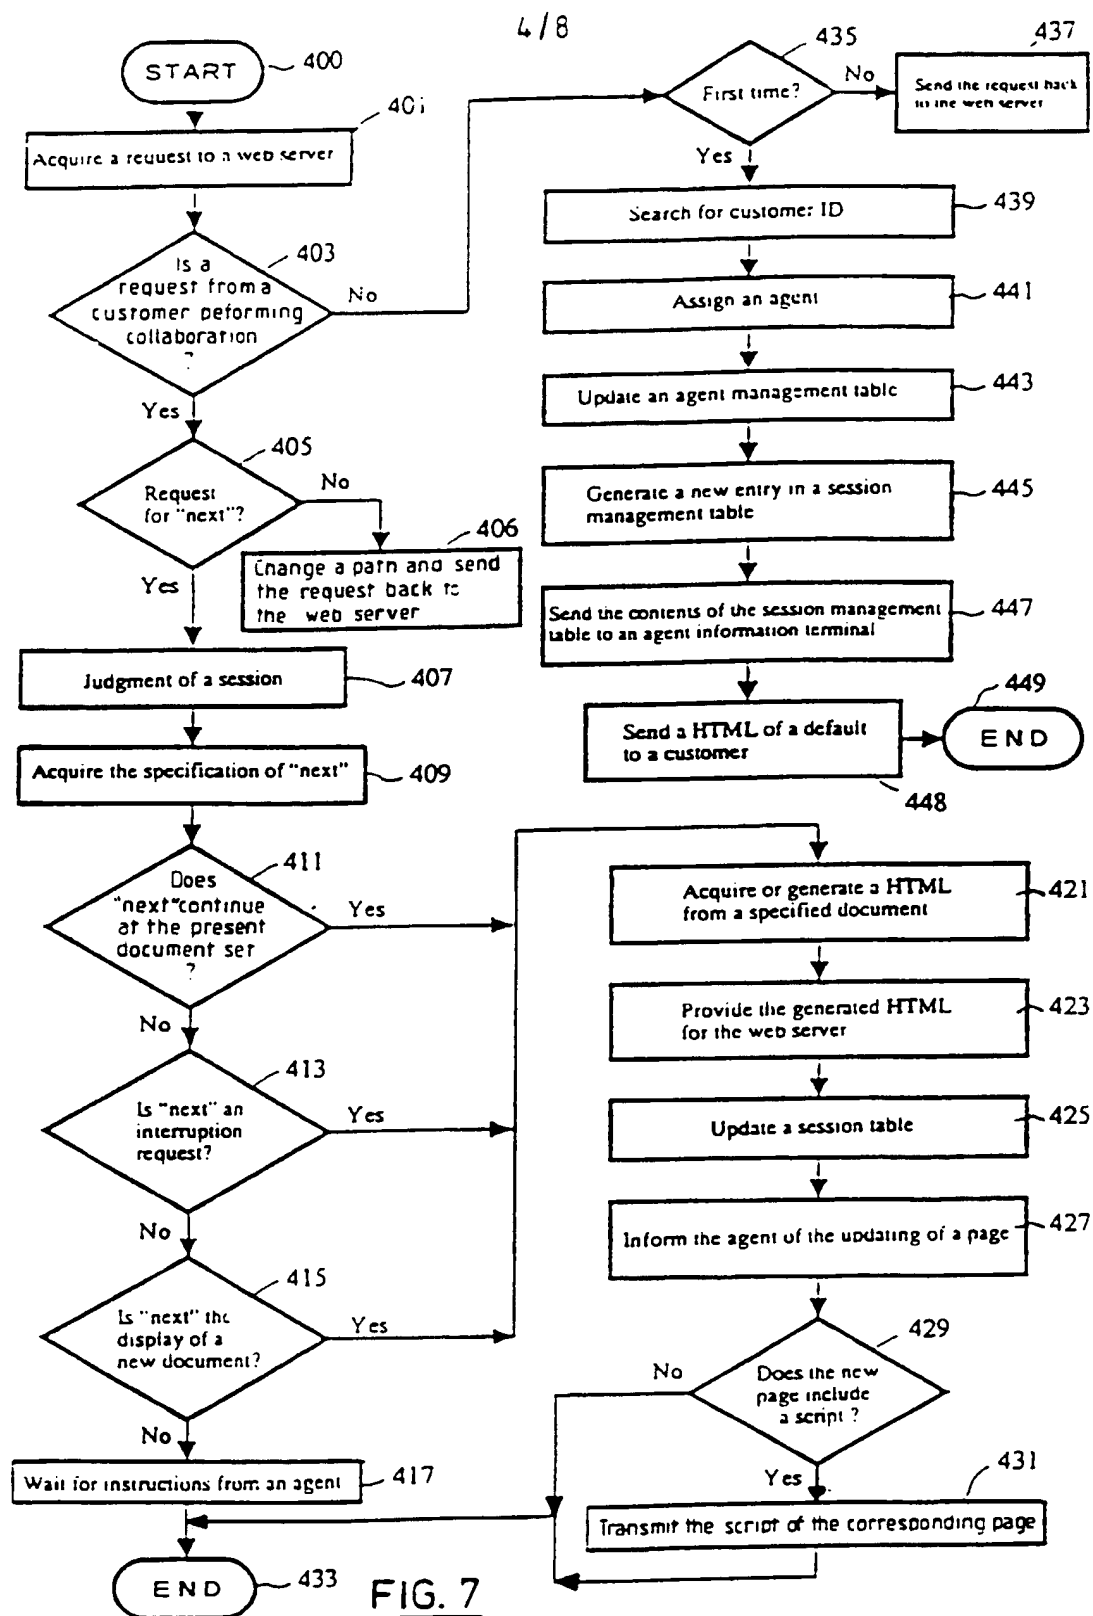 4/8
START
400
401
Acquire a request to a web server
403
Is a
request from a
customer peforming
collaboration
?
No
Yes
405
Request
for "next"?
No
Yes
406
Change a path and send
the request back to
the web server
Judgment of a session
407
Acquire the specification of "next"
409
411
Does
"next"continue
at the present
document set
?
Yes
No
413
Is "next" an
interruption
request?
Yes
No
415
Is "next" the
display of a
new document?
Yes
No
Wait for instructions from an agent
417
END
433
435
First time?
No
Yes
437
Send the request back
to the web server
Search for customer ID
439
Assign an agent
441
Update an agent management table
443
Generate a new entry in a session
management table
445
Send the contents of the session management
table to an agent information terminal
447
Send a HTML of a default
to a customer
448
449
END
Acquire or generate a HTML
from a specified document
421
Provide the generated HTML
for the web server
423
Update a session table
425
Inform the agent of the updating of a page
427
429
Does the new
page include
a script ?
No
Yes
431
Transmit the script of the corresponding page
FIG. 7